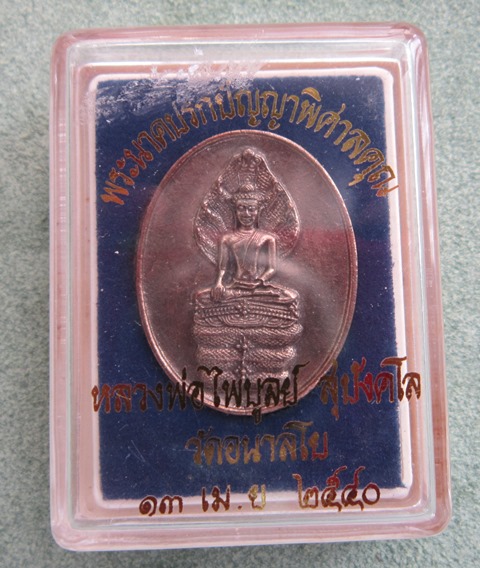 พระนาคปรกปัญญาพิศาลคุณ
หลวงพ่อไพบูลย์ สุมังคโล
วัดอนาลโย
๑๓ เม.ย ๒๕๔๐